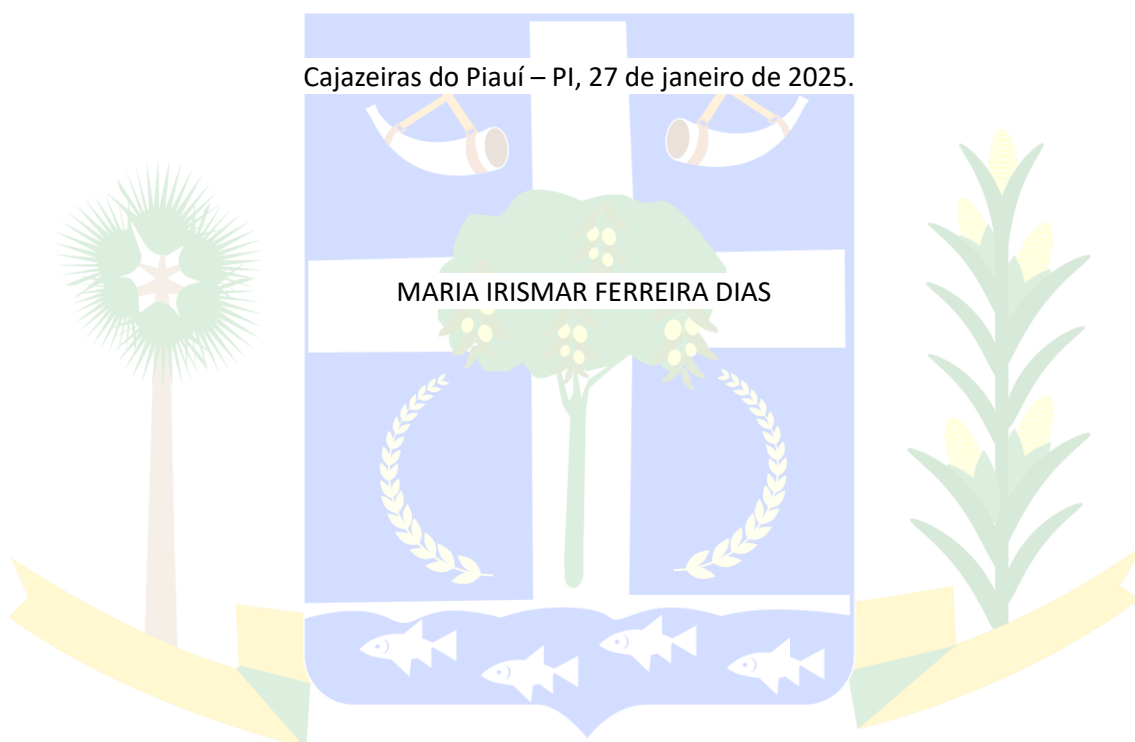 Cajazeiras do Piauí – PI, 27 de janeiro de 2025.
MARIA IRISMAR FERREIRA DIAS